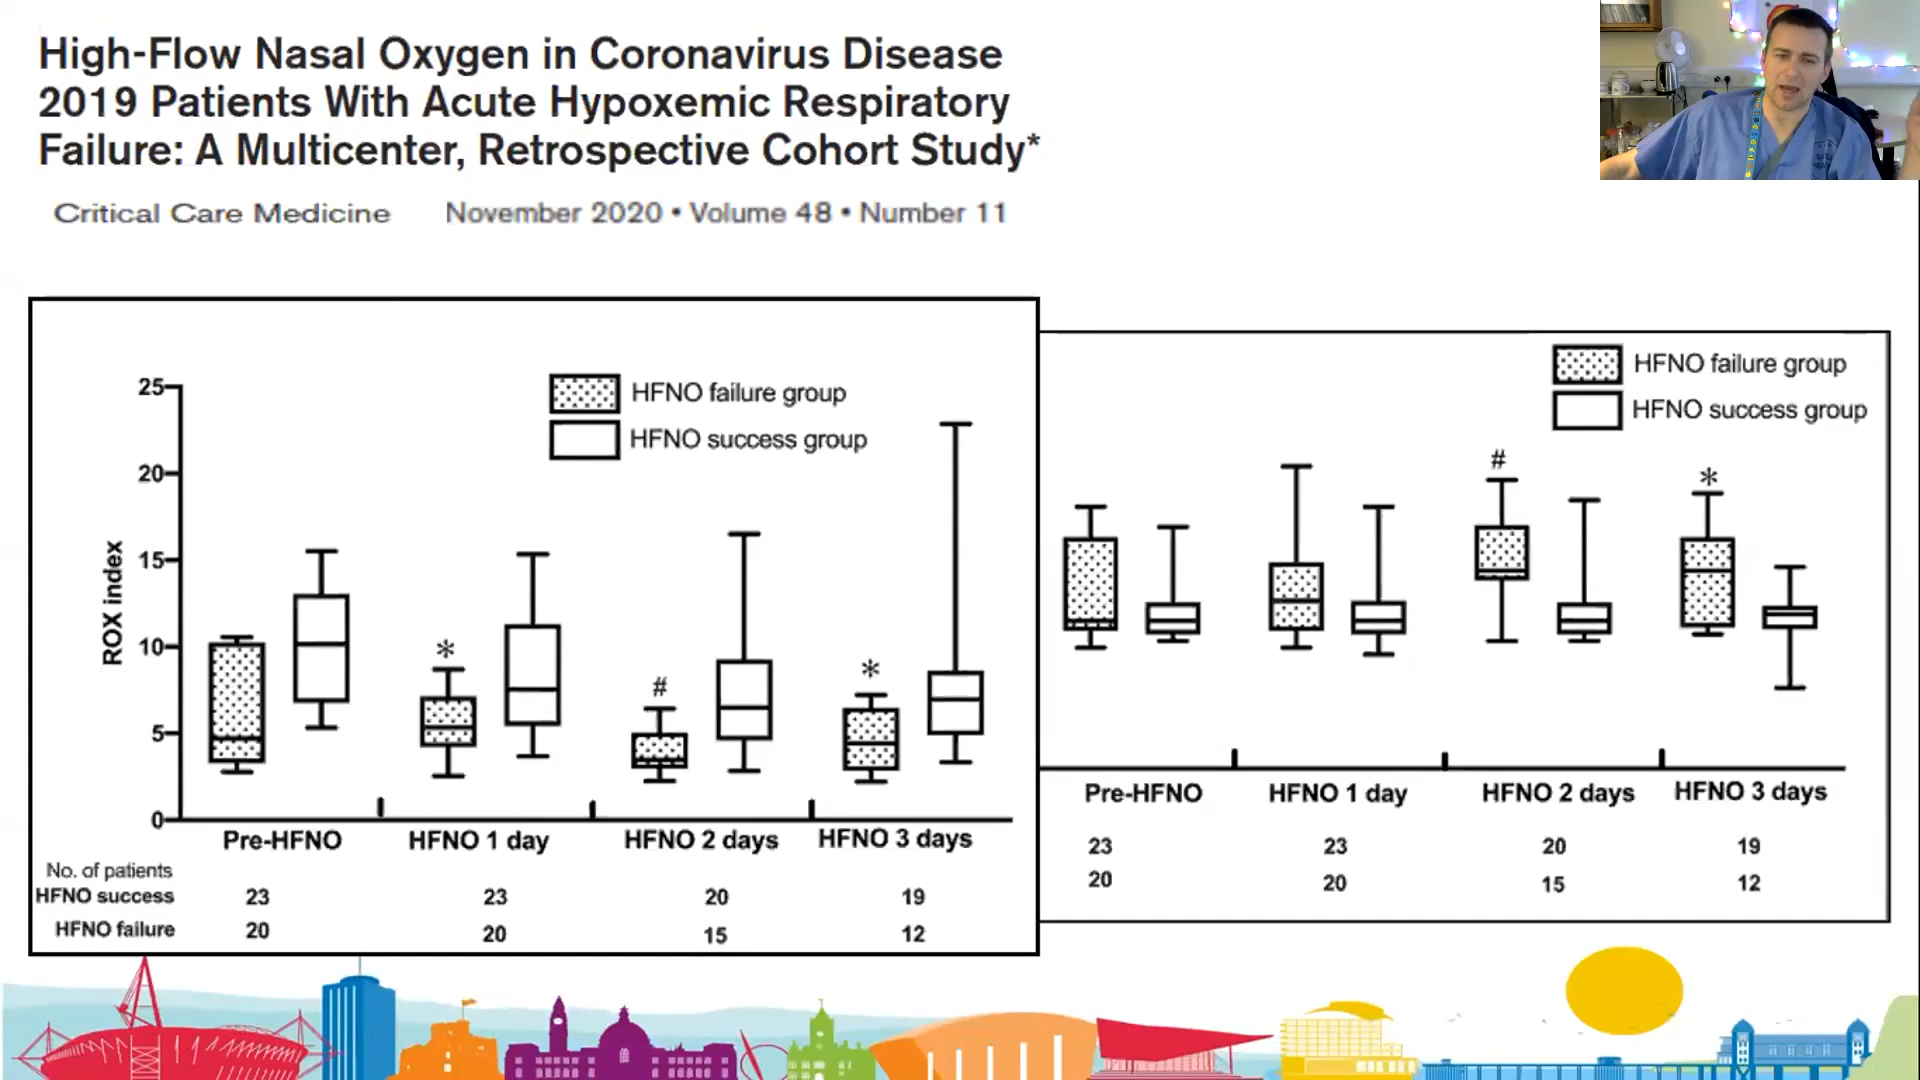 High-Flow Nasal Oxygen in Coronavirus Disease
2019 Patients With Acute Hypoxemic Respiratory
Failure: A Multicenter, Retrospective Cohort Study*
Critical Care Medicine November 2020 • Volume 48 • Number 11
HFNO failure group
HFNO success group
25
20
15
10
5
0
ROX index
*
#
*
Pre-HFNO HFNO 1 day HFNO 2 days HFNO 3 days
No. of patients
HFNO success 23 23 20 19
HFNO failure 20 20 15 12
HFNO failure group
HFNO success group
#
*
Pre-HFNO HFNO 1 day HFNO 2 days HFNO 3 days
23 23 20 19
20 20 15 12